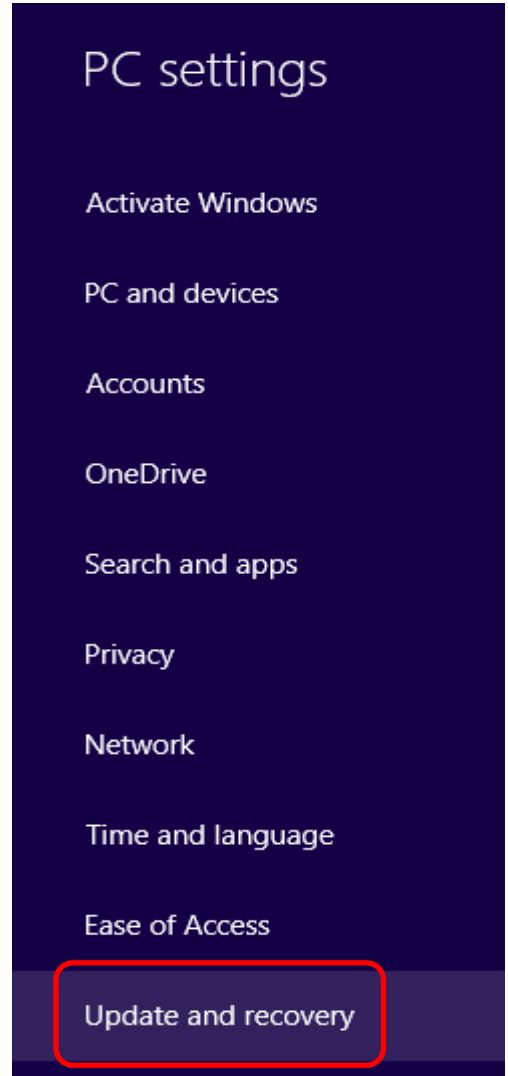 PC settings
Activate Windows
PC and devices
Accounts
OneDrive
Search and apps
Privacy
Network
Time and language
Ease of Access
Update and recovery